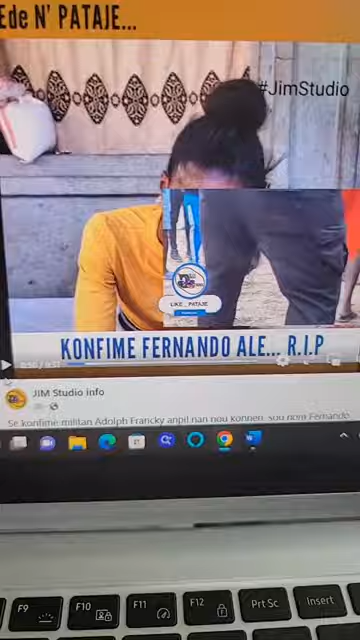 Ede N' PATAJE...
#JimStudio
LIKE... PATAJE
KONFIME FERNANDO ALE... R.I.P
JIM Studio info
Se konfime militan Adolph Francky anpil nan nou konnen sou nom Fernando
F9
F10
F11
F12
Prt Sc
Insert